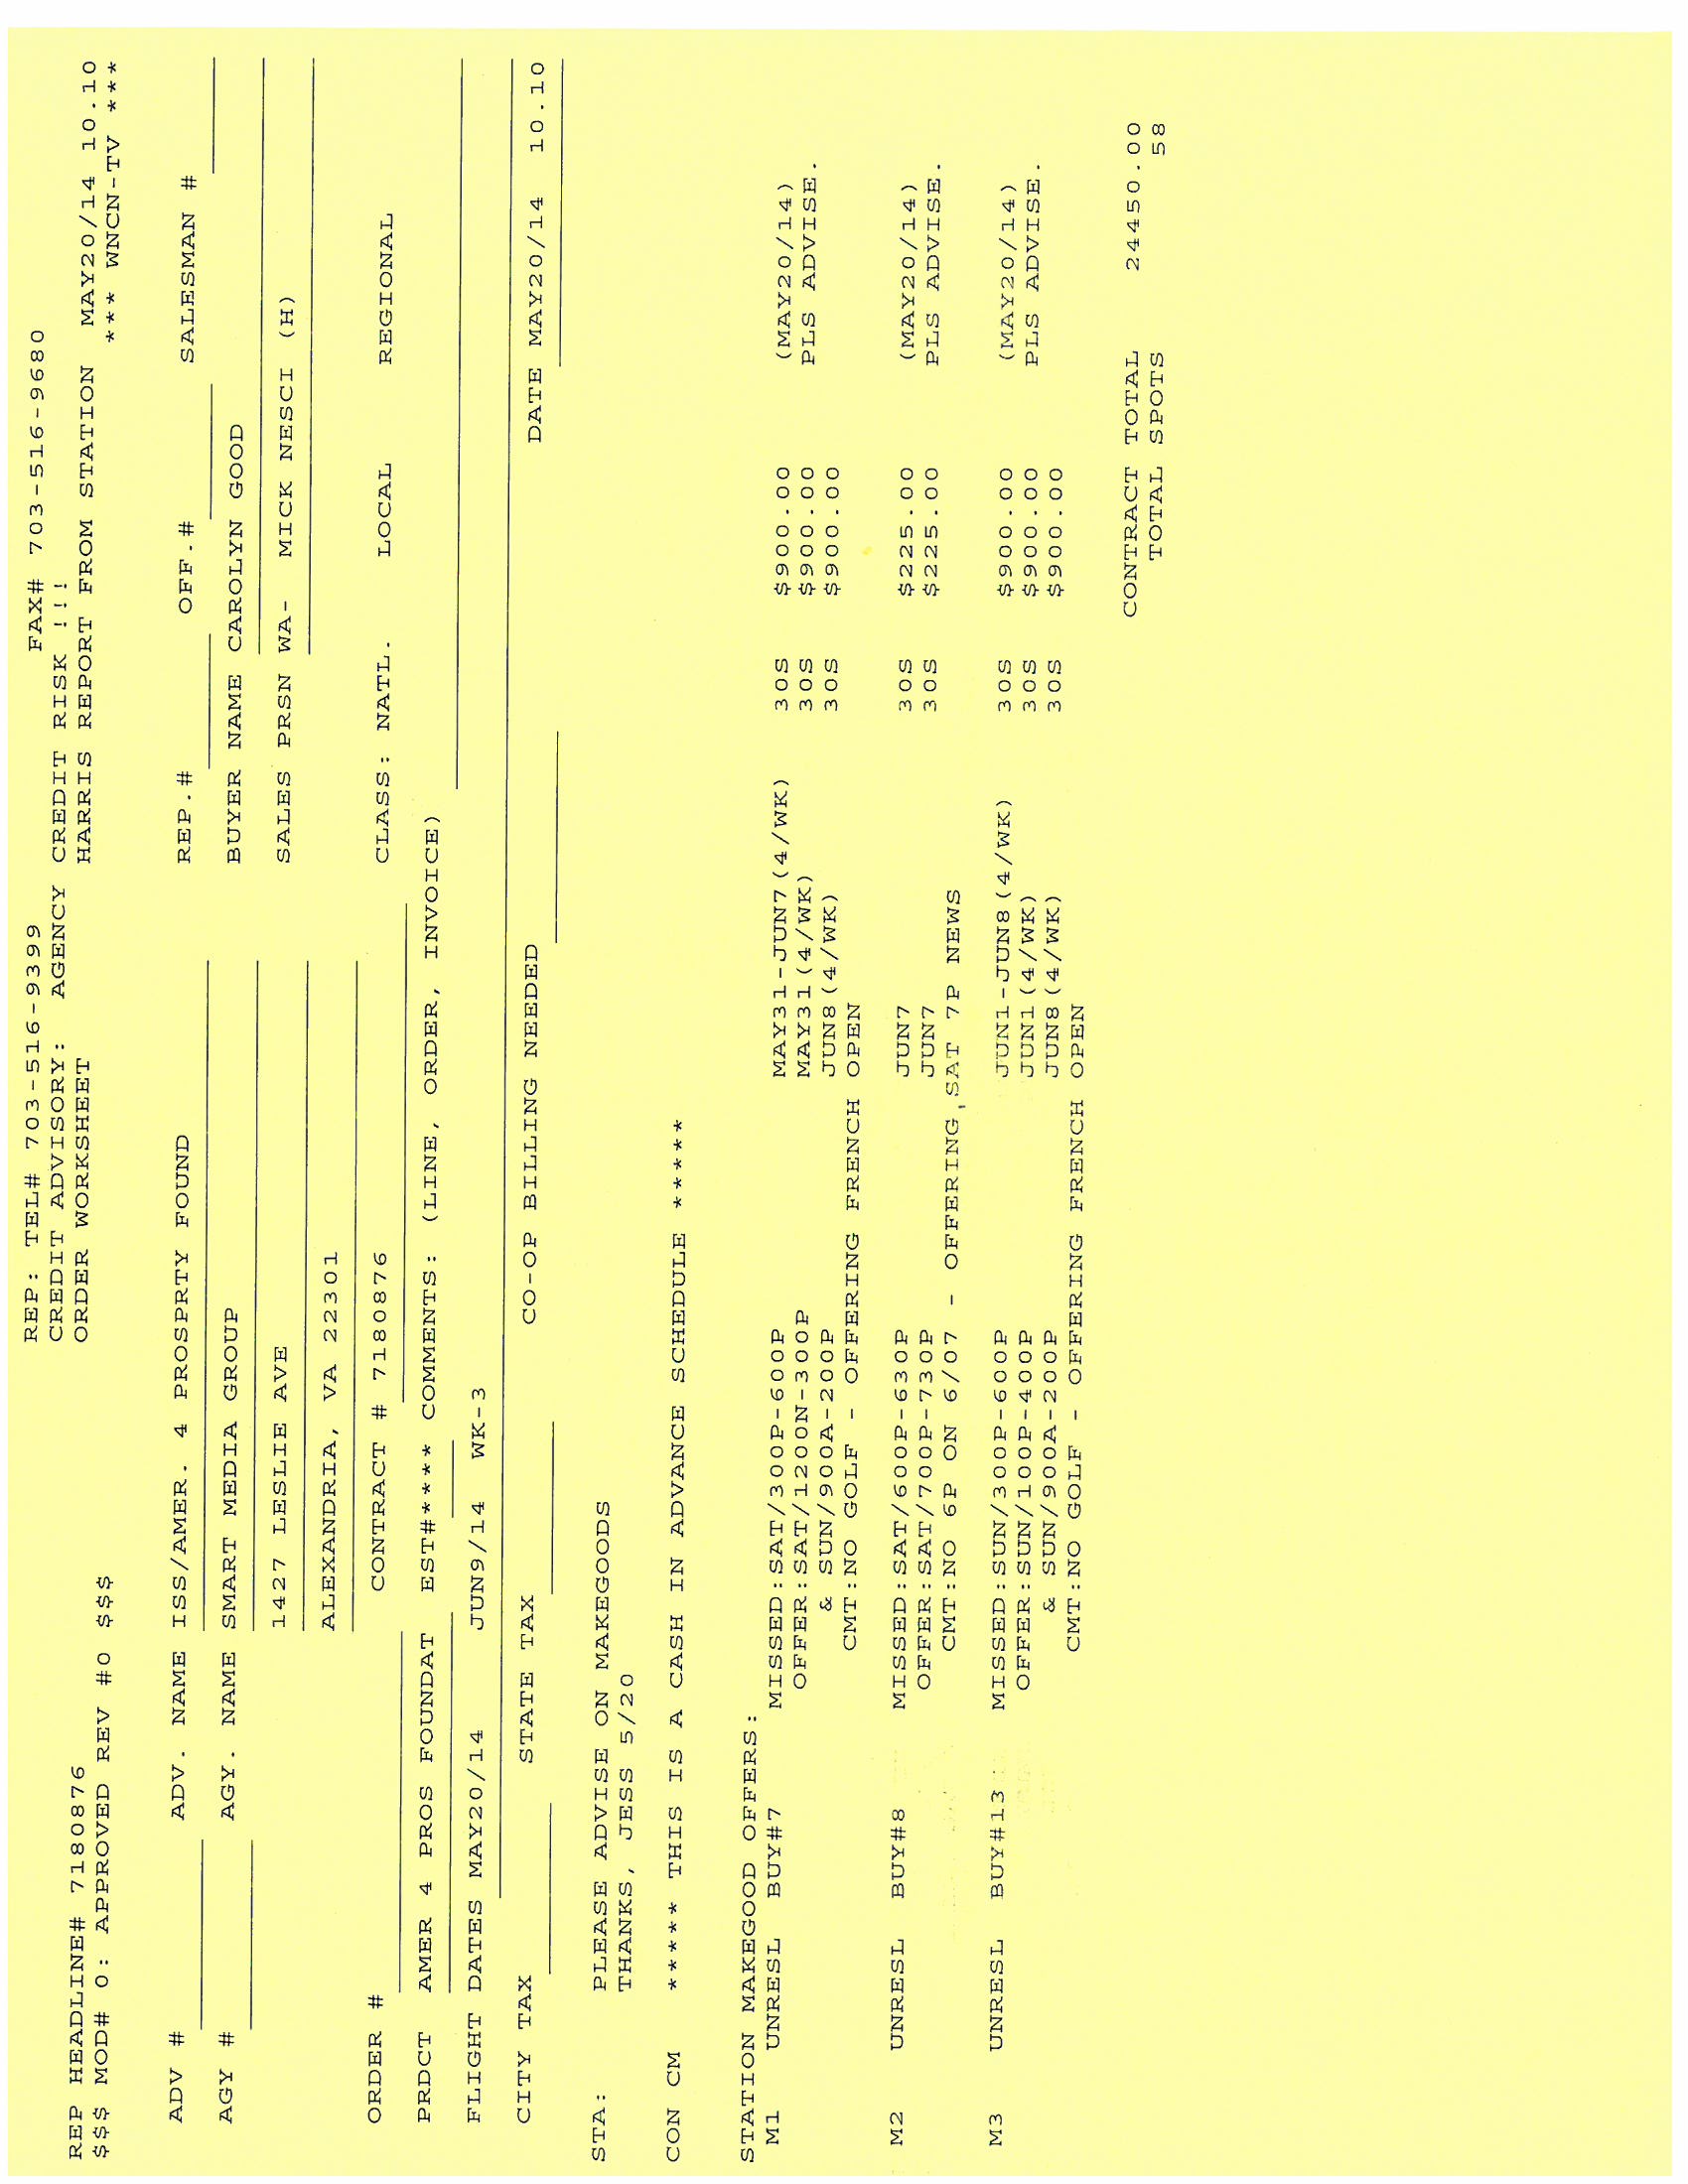 REP: TEL# 703-516-9399 FAX# 703-516-9680
CREDIT ADVISORY: AGENCY CREDIT RISK !!!
REP HEADLINE# 7180876 ORDER WORKSHEET HARRIS REPORT FROM STATION MAY20/14 10.10
$$$ MOD# 0: APPROVED REV #0 $$$ *** WNCN-TV ***
ADV # ADV. NAME ISS/AMER. 4 PROSPRTY FOUND REP.# OFF.# SALESMAN #
AGY # AGY. NAME SMART MEDIA GROUP BUYER NAME CAROLYN GOOD
1427 LESLIE AVE SALES PRSN WA- MICK NESCI (H)
ALEXANDRIA, VA 22301
ORDER # CONTRACT # 7180876 CLASS: NATL. LOCAL REGIONAL
PRDCT AMER 4 PROS FOUNDAT EST#**** COMMENTS: (LINE, ORDER, INVOICE)
FLIGHT DATES MAY20/14 JUN9/14 WK-3
CITY TAX STATE TAX CO-OP BILLING NEEDED DATE MAY20/14 10.10
STA: PLEASE ADVISE ON MAKEGOODS
THANKS, JESS 5/20
CON CM ***** THIS IS A CASH IN ADVANCE SCHEDULE *****
STATION MAKEGOOD OFFERS:
M1 UNRESL BUY#7 MISSED:SAT/300P-600P MAY31-JUN7(4/WK) 30S $900.00 (MAY20/14)
OFFER:SAT/1200N-300P MAY31(4/WK) 30S $900.00 PLS ADVISE.
& SUN/900A-200P JUN8(4/WK) 30S $900.00
CMT:NO GOLF - OFFERING FRENCH OPEN
M2 UNRESL BUY#8 MISSED:SAT/600P-630P JUN7 30S $225.00 (MAY20/14)
OFFER:SAT/700P-730P JUN7 30S $225.00 PLS ADVISE.
CMT:NO 6P ON 6/07 - OFFERING SAT 7P NEWS
M3 UNRESL BUY#13 MISSED:SUN/300P-600P JUN1-JUN8(4/WK) 30S $900.00 (MAY20/14)
OFFER:SUN/100P-400P JUN1(4/WK) 30S $900.00 PLS ADVISE.
& SUN/900A-200P JUN8(4/WK) 30S $900.00
CMT:NO GOLF - OFFERING FRENCH OPEN
CONTRACT TOTAL 24450.00
TOTAL SPOTS 58